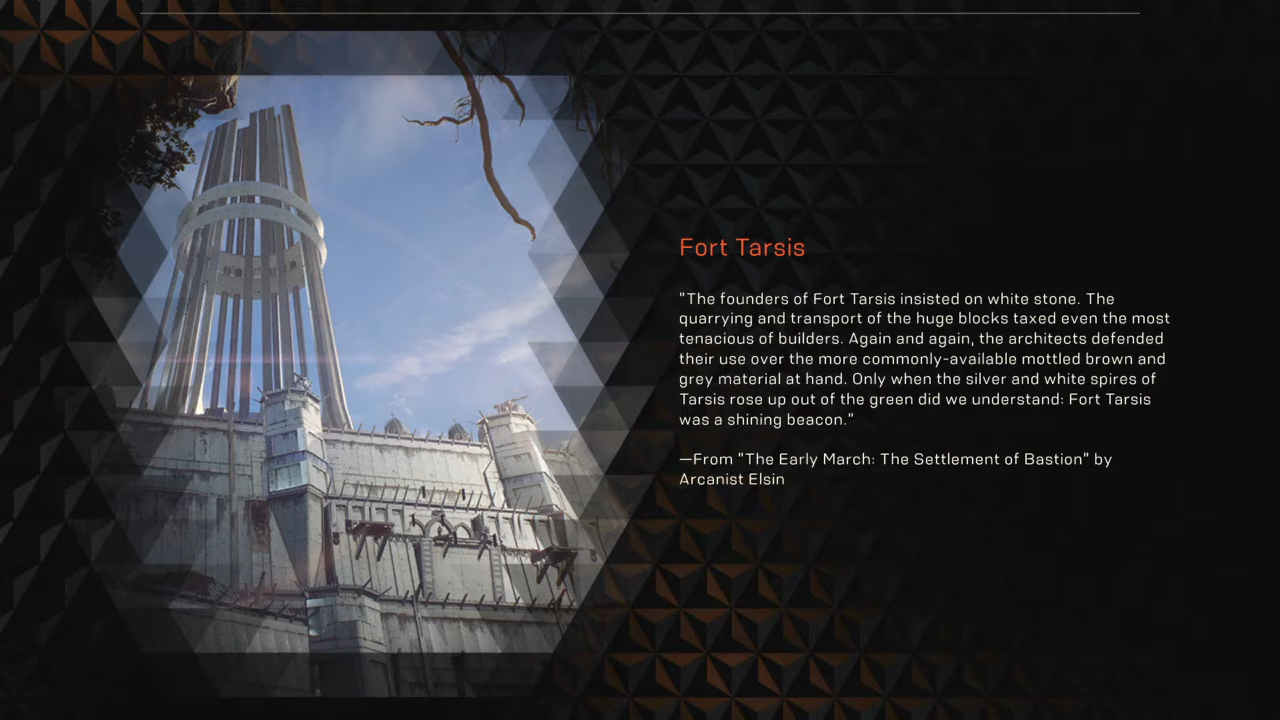 Fort Tarsis
"The founders of Fort Tarsis insisted on white stone. The
quarrying and transport of the huge blocks taxed even the most
tenacious of builders. Again and again, the architects defended
their use over the more commonly-available mottled brown and
grey material at hand. Only when the silver and white spires of
Tarsis rose up out of the green did we understand: Fort Tarsis
was a shining beacon."
—From "The Early March: The Settlement of Bastion" by
Arcanist Elsin